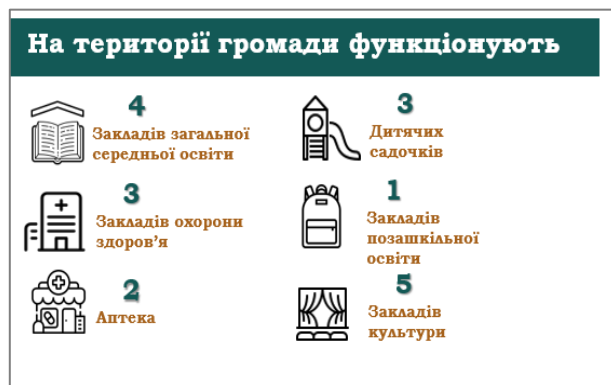 На території громади функціонують
4
Закладів загальної
середньої освіти
3
Дитячих
садочків
3
Закладів охорони
здоров’я
1
Закладів
позашкільної
освіти
2
Аптека
5
Закладів
культури